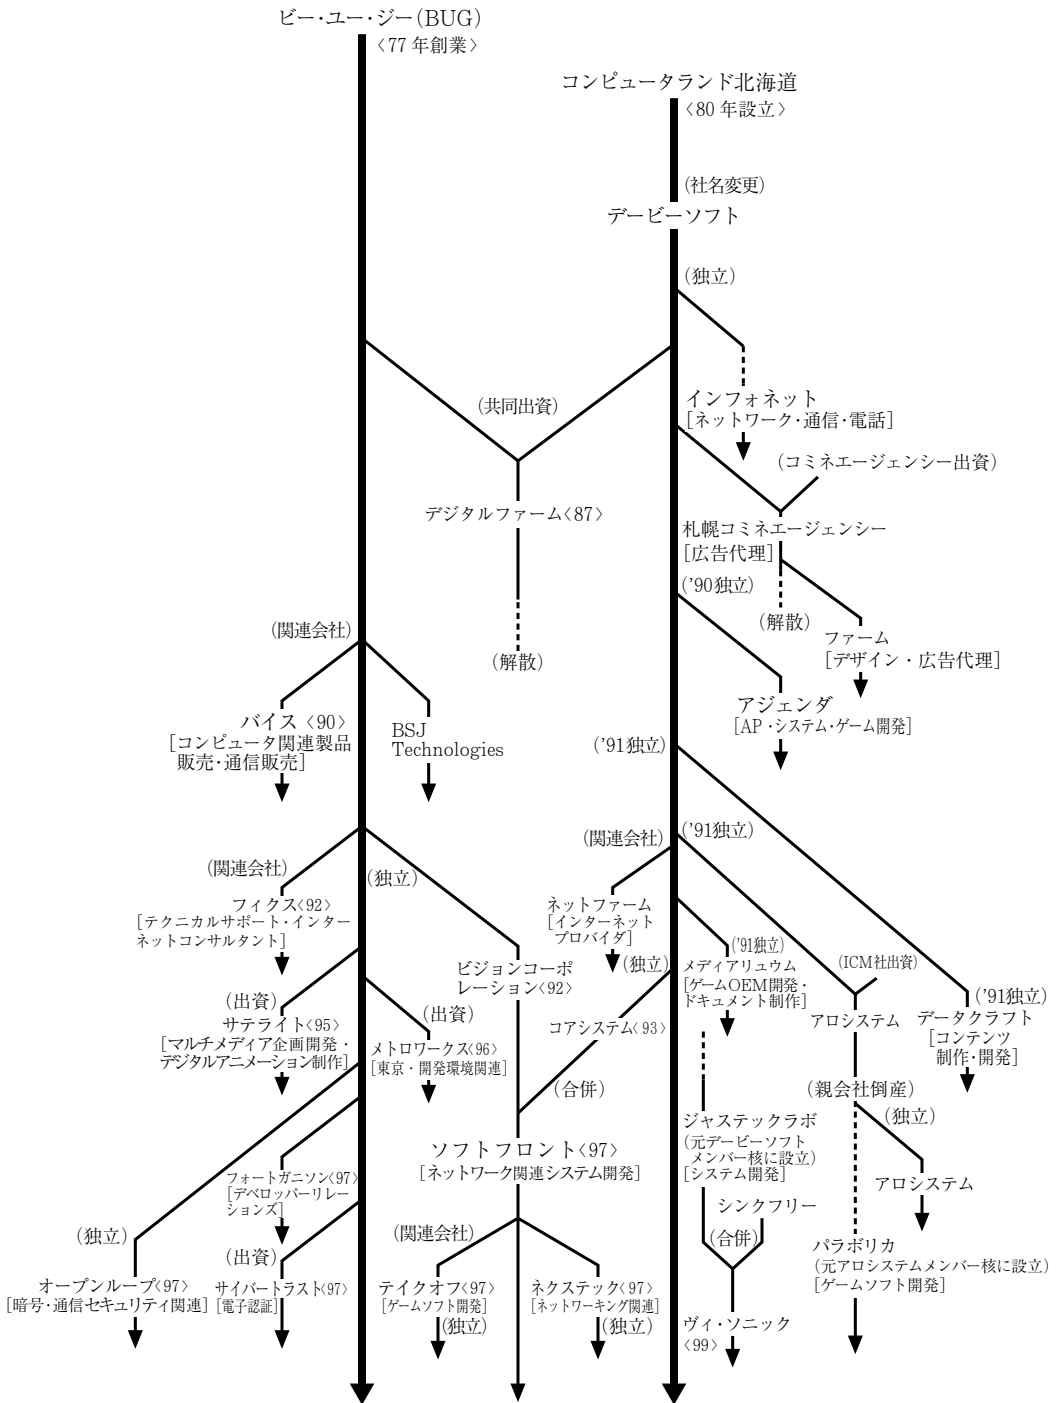 ビー・ユー・ジー(BUG)
〈77年創業〉
コンピュータランド北海道
〈80年設立〉
(社名変更)
デービーソフト
(独立)
インフォネット
[ネットワーク・通信・電話]
(共同出資)
(コミネエージェンシー出資)
デジタルファーム〈87〉
札幌コミネエージェンシー
[広告代理]
('90独立)
(解散)
ファーム
[デザイン・広告代理]
(関連会社)
(解散)
アジェンダ
[AP・システム・ゲーム開発]
バイス〈90〉
[コンピュータ関連製品
販売・通信販売]
BSJ
Technologies
('91独立)
(関連会社)
('91独立)
(関連会社)
(独立)
フィクス〈92〉
[テクニカルサポート・インター
ネットコンサルタント]
ネットファーム
[インターネット
プロバイダ]
('91独立)
(独立)
メディアリュウム
[ゲームOEM開発・
ドキュメント制作]
(ICM社出資)
ビジョンコーポ
レーション〈92〉
('91独立)
(出資)
サテライト〈95〉
[マルチメディア企画開発・
デジタルアニメーション制作]
(出資)
メトロワークス〈96〉
[東京・開発環境関連]
コアシステム〈93〉
アロシステム
データクラフト
[コンテンツ
制作・開発]
(合併)
(親会社倒産)
(独立)
ジャステックラボ
(元デービーソフト
メンバー核に設立)
[システム開発]
ソフトフロント〈97〉
[ネットワーク関連システム開発]
フォートガニソン〈97〉
[デベロッパーリレー
ションズ]
アロシステム
シンクフリー
(独立)
(出資)
(関連会社)
(合併)
パラボリカ
(元アロシステムメンバー核に設立)
[ゲームソフト開発]
オープンループ〈97〉
[暗号・通信セキュリティ関連]
サイバートラスト〈97〉
[電子認証]
テイクオフ〈97〉
[ゲームソフト開発]
(独立)
ネクステック〈97〉
[ネットワーキング関連]
(独立)
ヴィ・ソニック
〈99〉